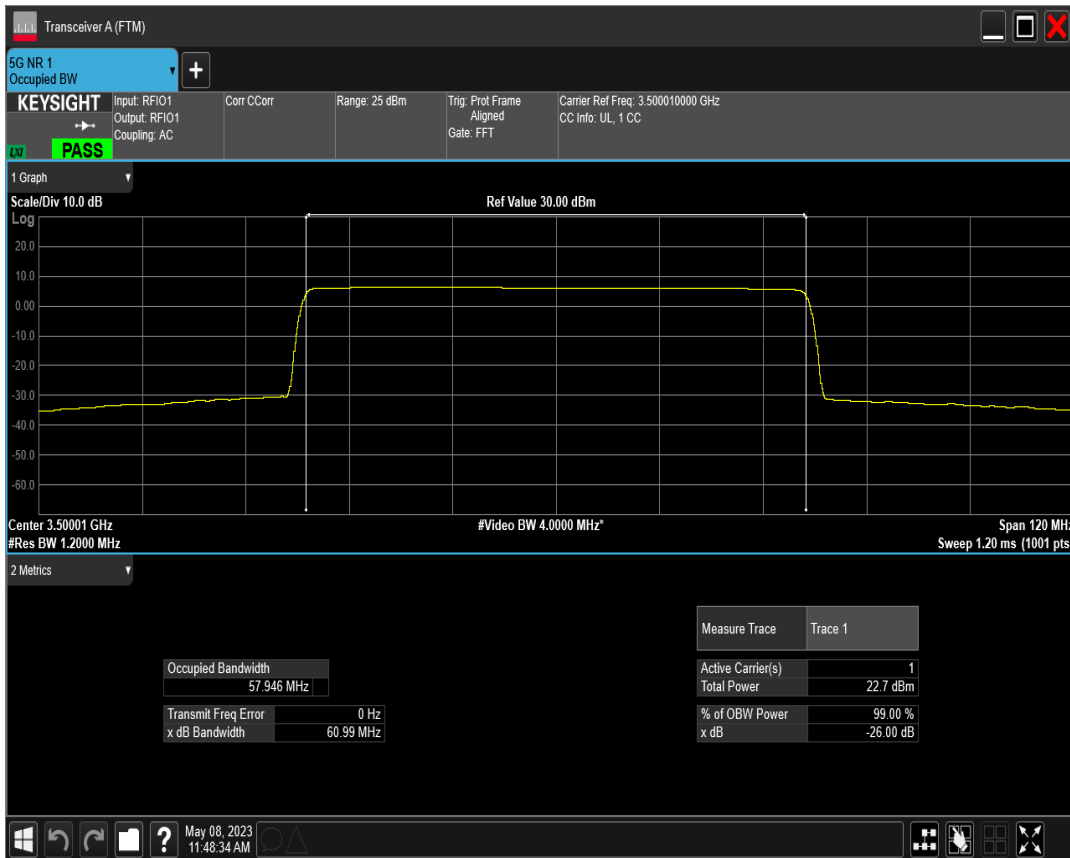 Transceiver A (FTM)
5G NR 1
Occupied BW
+
KEYSIGHT
LXI
PASS
Input: RFIO1
Output: RFIO1
Coupling: AC
Corr CCorr
Range: 25 dBm
Trig: Prot Frame
Aligned
Gate: FFT
Carrier Ref Freq: 3.500010000 GHz
CC Info: UL, 1 CC
1 Graph
Scale/Div 10.0 dB
Ref Value 30.00 dBm
Log
20.0
10.0
0.00
-10.0
-20.0
-30.0
-40.0
-50.0
-60.0
Center 3.50001 GHz
#Video BW 4.0000 MHz*
Span 120 MHz
#Res BW 1.2000 MHz
Sweep 1.20 ms (1001 pts
2 Metrics
Measure Trace Trace 1
Occupied Bandwidth
57.946 MHz
Active Carrier(s) 1
Total Power 22.7 dBm
Transmit Freq Error 0 Hz
x dB Bandwidth 60.99 MHz
% of OBW Power 99.00 %
x dB -26.00 dB
?
May 08, 2023
11:48:34 AM